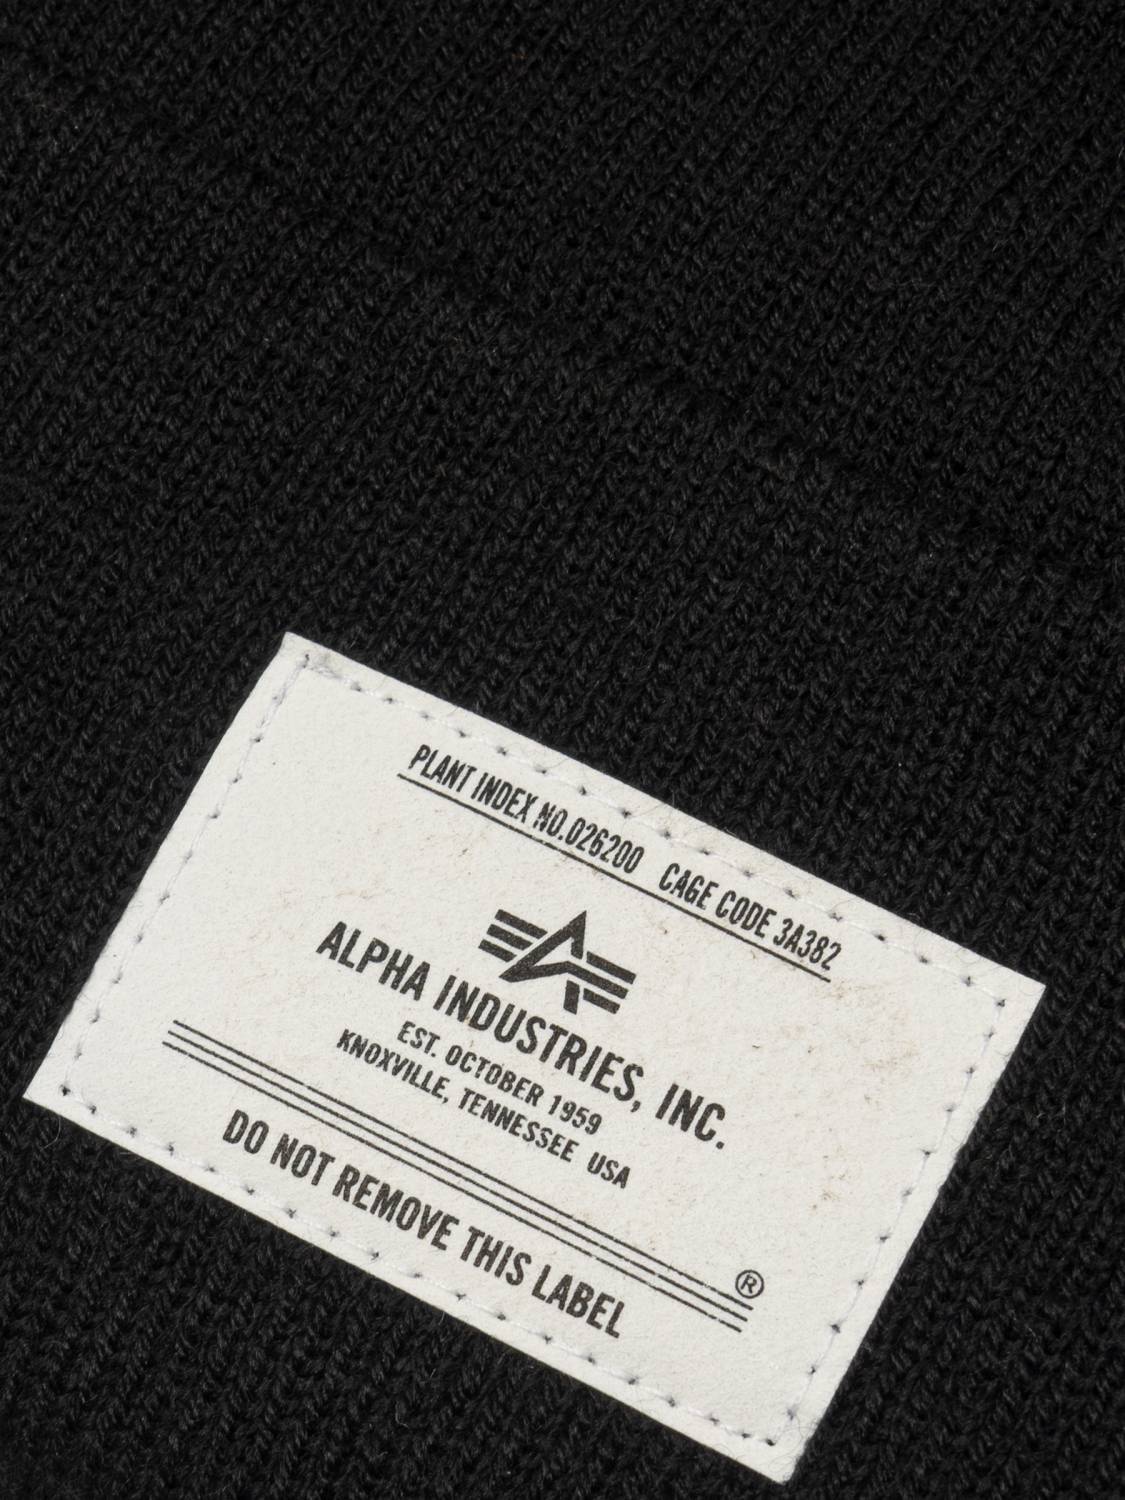 PLANT INDEX NO.026200 CAGE CODE 3A382
ALPHA INDUSTRIES, INC.
EST. OCTOBER 1959
KNOXVILLE, TENNESSEE USA
®
DO NOT REMOVE THIS LABEL